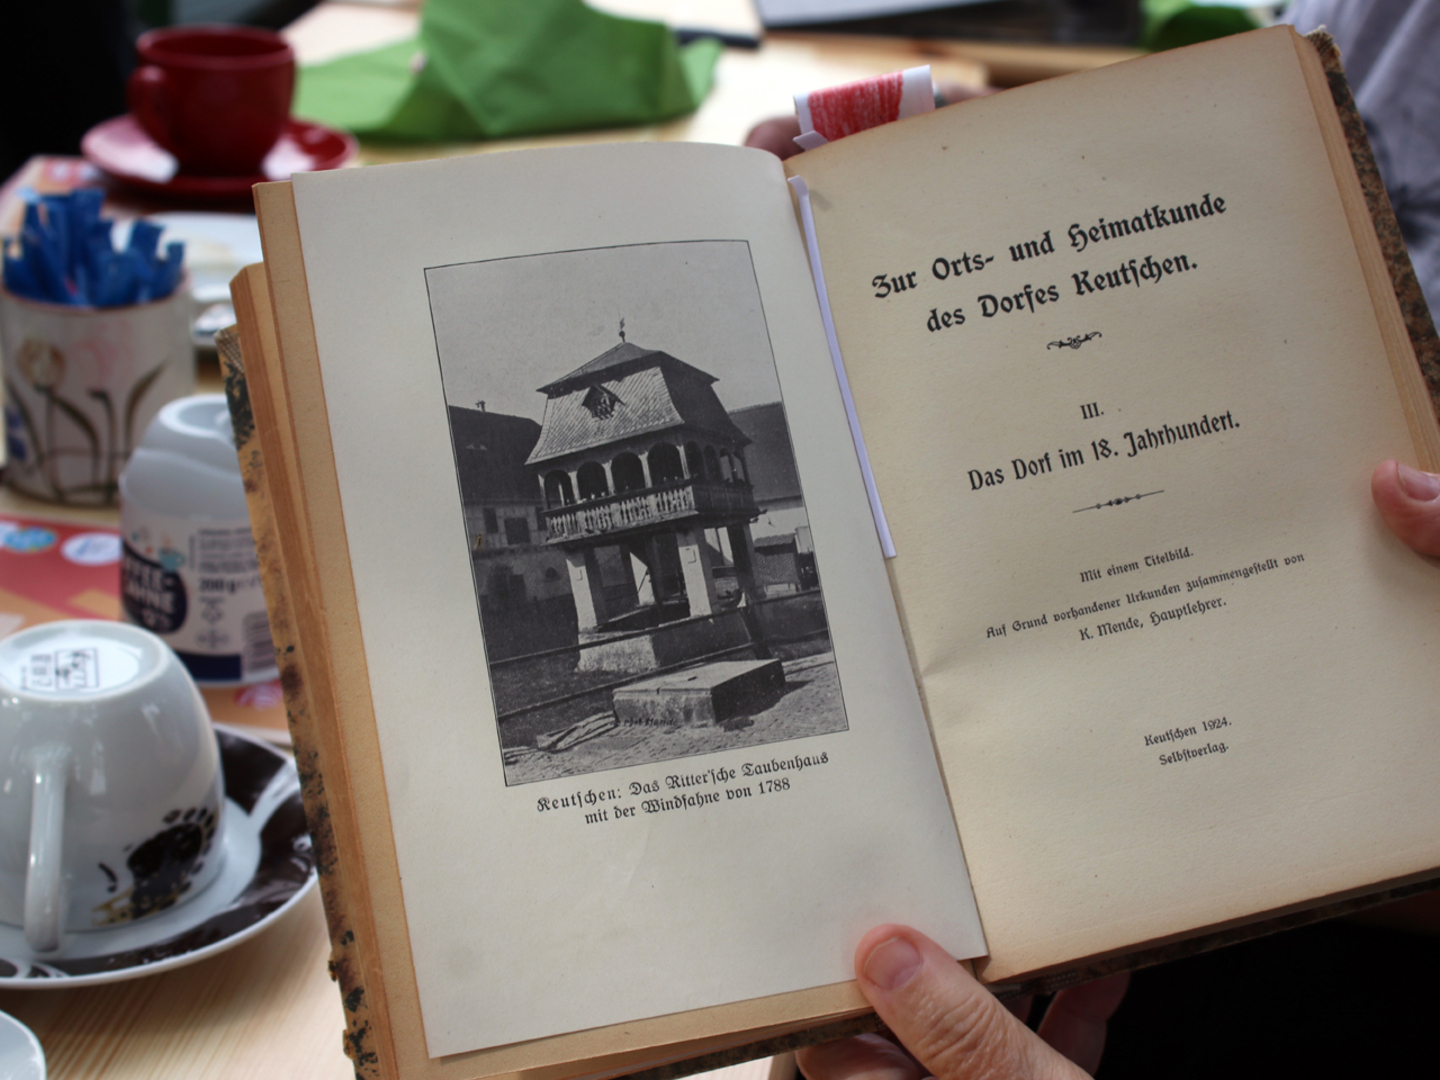 Keutschen: Das Ritter'sche Taubenhaus
mit der Windfahne von 1788
Zur Orts- und Heimatkunde
des Dorfes Keutschen.
III.
Das Dorf im 18. Jahrhundert.
Mit einem Titelbild.
Auf Grund vorhandener Urkunden zusammengestellt von
K. Mende, Hauptlehrer.
Keutschen 1924.
Selbstverlag.
200g